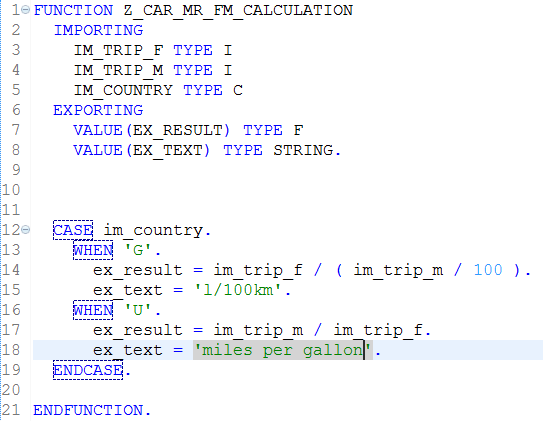 1 FUNCTION Z_CAR_MR_FM_CALCULATION
2 IMPORTING
3 IM_TRIP_F TYPE I
4 IM_TRIP_M TYPE I
5 IM_COUNTRY TYPE C
6 EXPORTING
7 VALUE(EX_RESULT) TYPE F
8 VALUE(EX_TEXT) TYPE STRING.
9
10
11
12 CASE im_country.
13 WHEN 'G'.
14 ex_result = im_trip_f / ( im_trip_m / 100 ).
15 ex_text = 'l/100km'.
16 WHEN 'U'.
17 ex_result = im_trip_m / im_trip_f.
18 ex_text = 'miles per gallon'.
19 ENDCASE.
20
21 ENDFUNCTION.